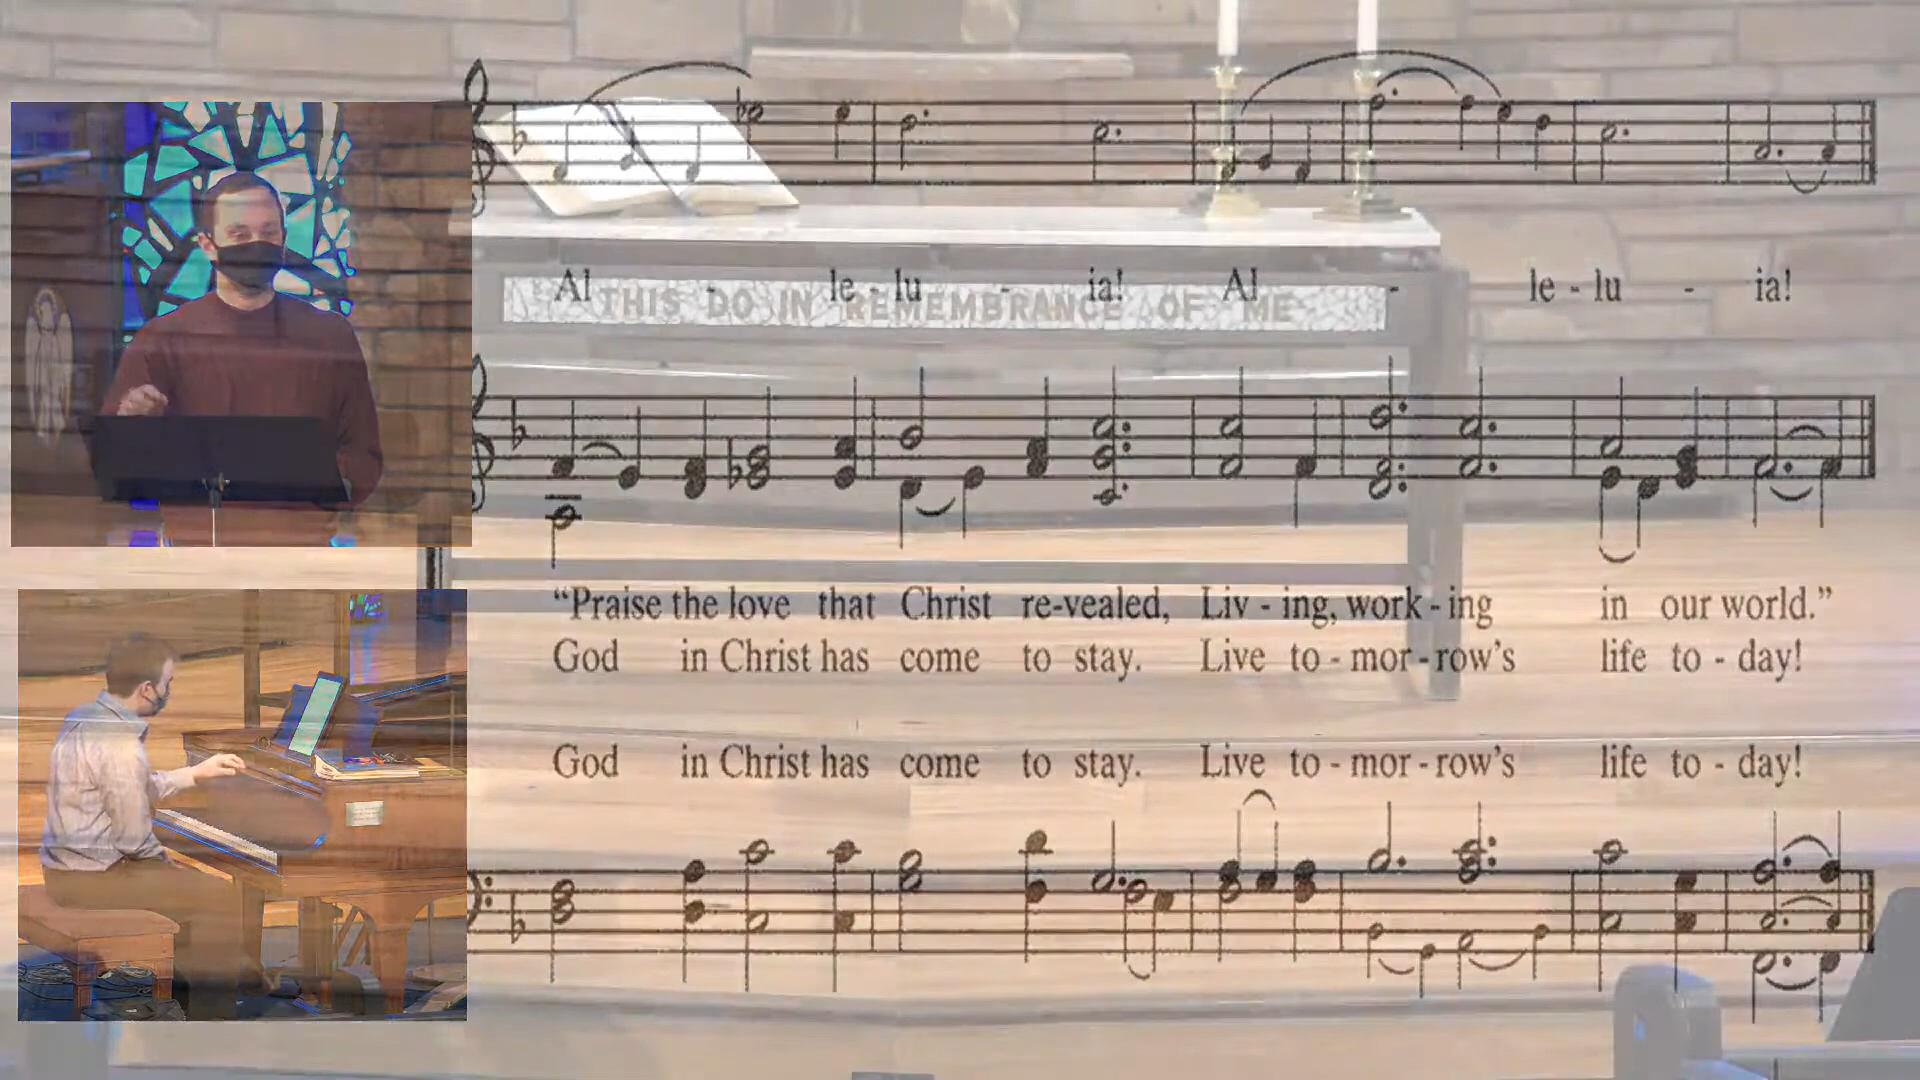 Al - le - lu - ia! Al - le - lu - ia!
THIS DO IN REMEMBRANCE OF ME
“Praise the love that Christ re-vealed, Liv - ing, work - ing in our world.”
God in Christ has come to stay. Live to - mor - row’s life to - day!
God in Christ has come to stay. Live to - mor - row’s life to - day!